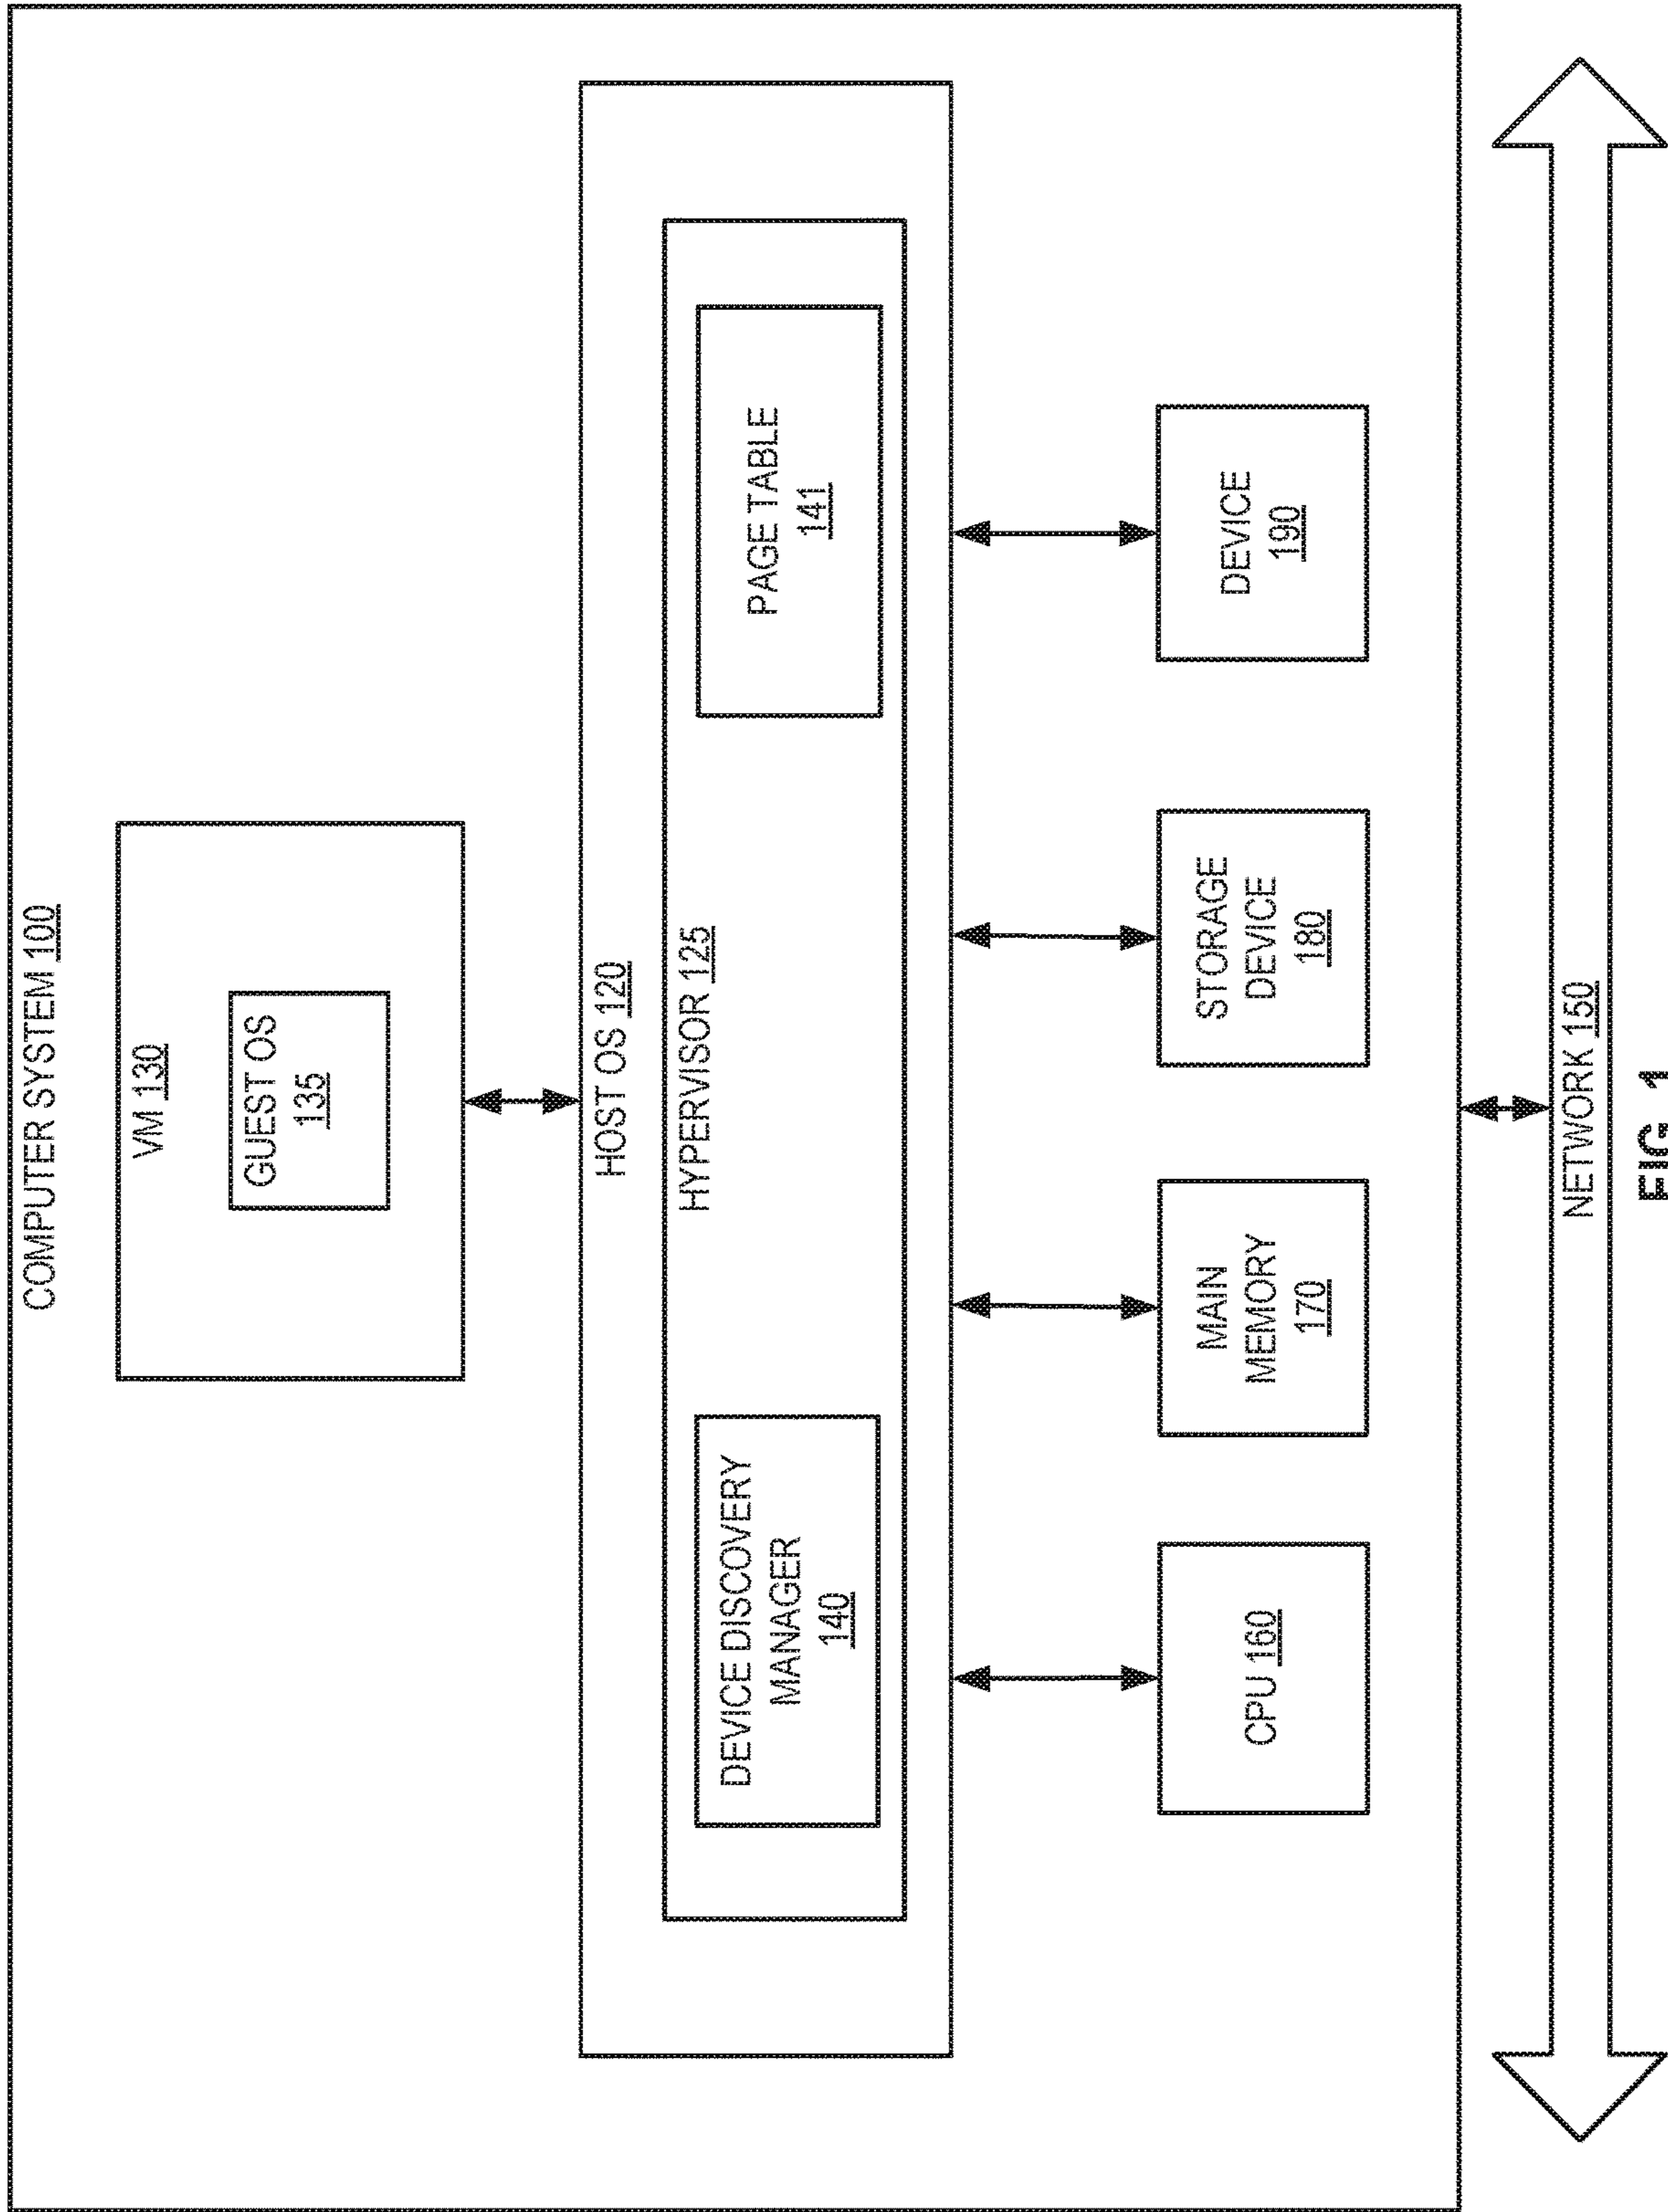 COMPUTER SYSTEM 100
VM 130
GUEST OS
135
HOST OS 120
HYPERVISOR 125
DEVICE DISCOVERY
MANAGER
140
PAGE TABLE
141
CPU 160
MAIN
MEMORY
170
STORAGE
DEVICE
180
DEVICE
190
NETWORK 150
FIG. 1